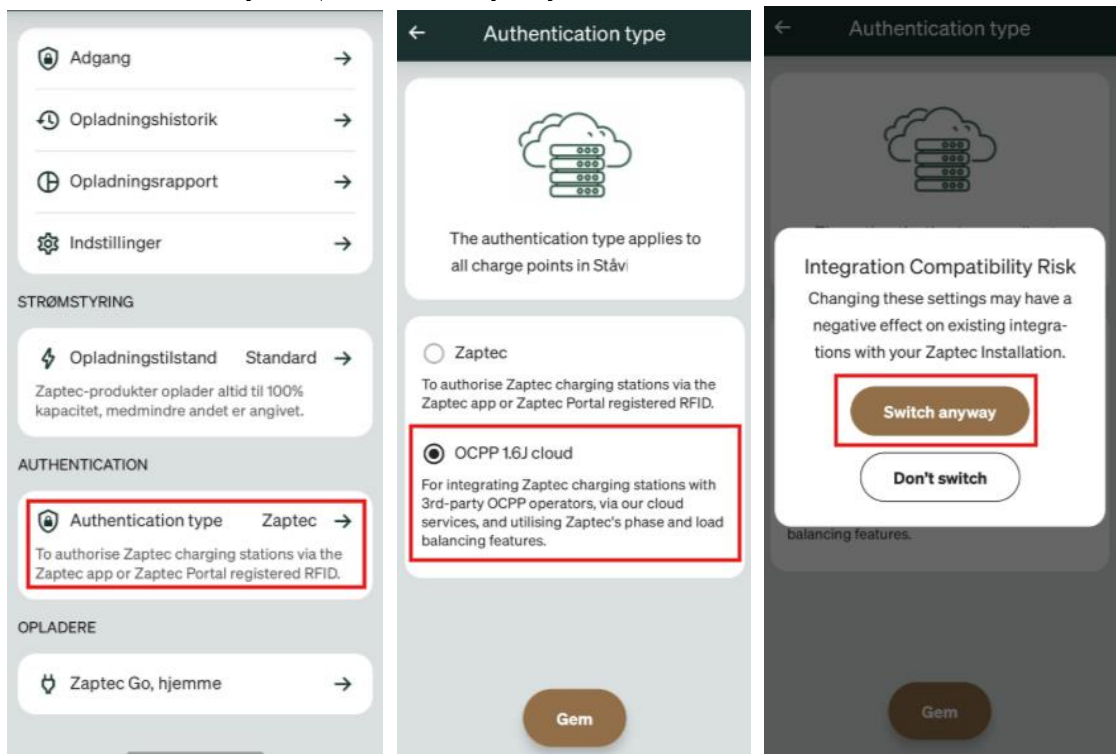 Adgang
Opladningshistorik
Opladningsrapport
Indstillinger
STRØMSTYRING
Opladningstilstand Standard
Zaptec-produkter oplader altid til 100%
kapacitet, medmindre andet er angivet.
AUTHENTICATION
Authentication type Zaptec
To authorise Zaptec charging stations via the
Zaptec app or Zaptec Portal registered RFID.
OPLADERE
Zaptec Go, hjemme
Authentication type
The authentication type applies to
all charge points in Ståvi
Zaptec
To authorise Zaptec charging stations via the
Zaptec app or Zaptec Portal registered RFID.
OCPP 1.6J cloud
For integrating Zaptec charging stations with
3rd-party OCPP operators, via our cloud
services, and utilising Zaptec's phase and load
balancing features.
Gem
Authentication type
Integration Compatibility Risk
Changing these settings may have a
negative effect on existing integra-
tions with your Zaptec Installation.
Switch anyway
Don't switch
balancing features.
Gem